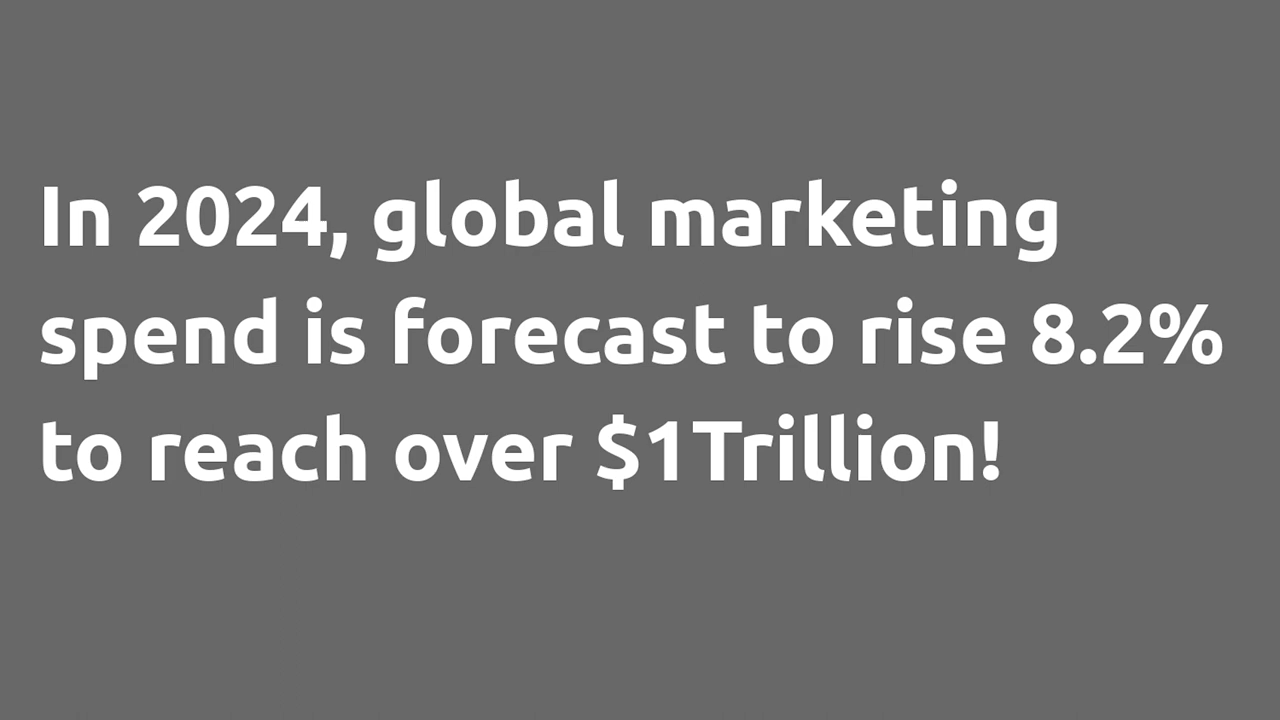 In 2024, global marketing
spend is forecast to rise 8.2%
to reach over $1Trillion!